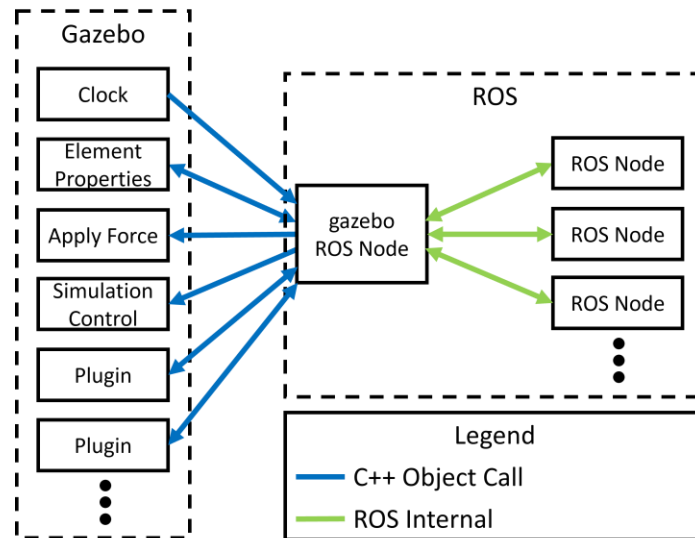 Gazebo
Clock
Element
Properties
Apply Force
Simulation
Control
Plugin
Plugin
ROS
gazebo
ROS Node
ROS Node
ROS Node
ROS Node
Legend
C++ Object Call
ROS Internal